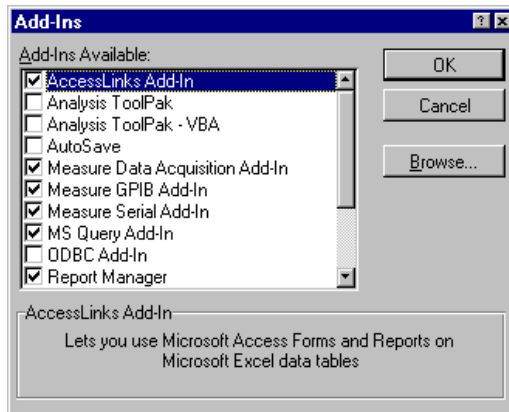 Add-Ins
Add-Ins Available:
AccessLinks Add-In
Analysis ToolPak
Analysis ToolPak - VBA
AutoSave
Measure Data Acquisition Add-In
Measure GPIB Add-In
Measure Serial Add-In
MS Query Add-In
ODBC Add-In
Report Manager
OK
Cancel
Browse...
AccessLinks Add-In
Lets you use Microsoft Access Forms and Reports on
Microsoft Excel data tables